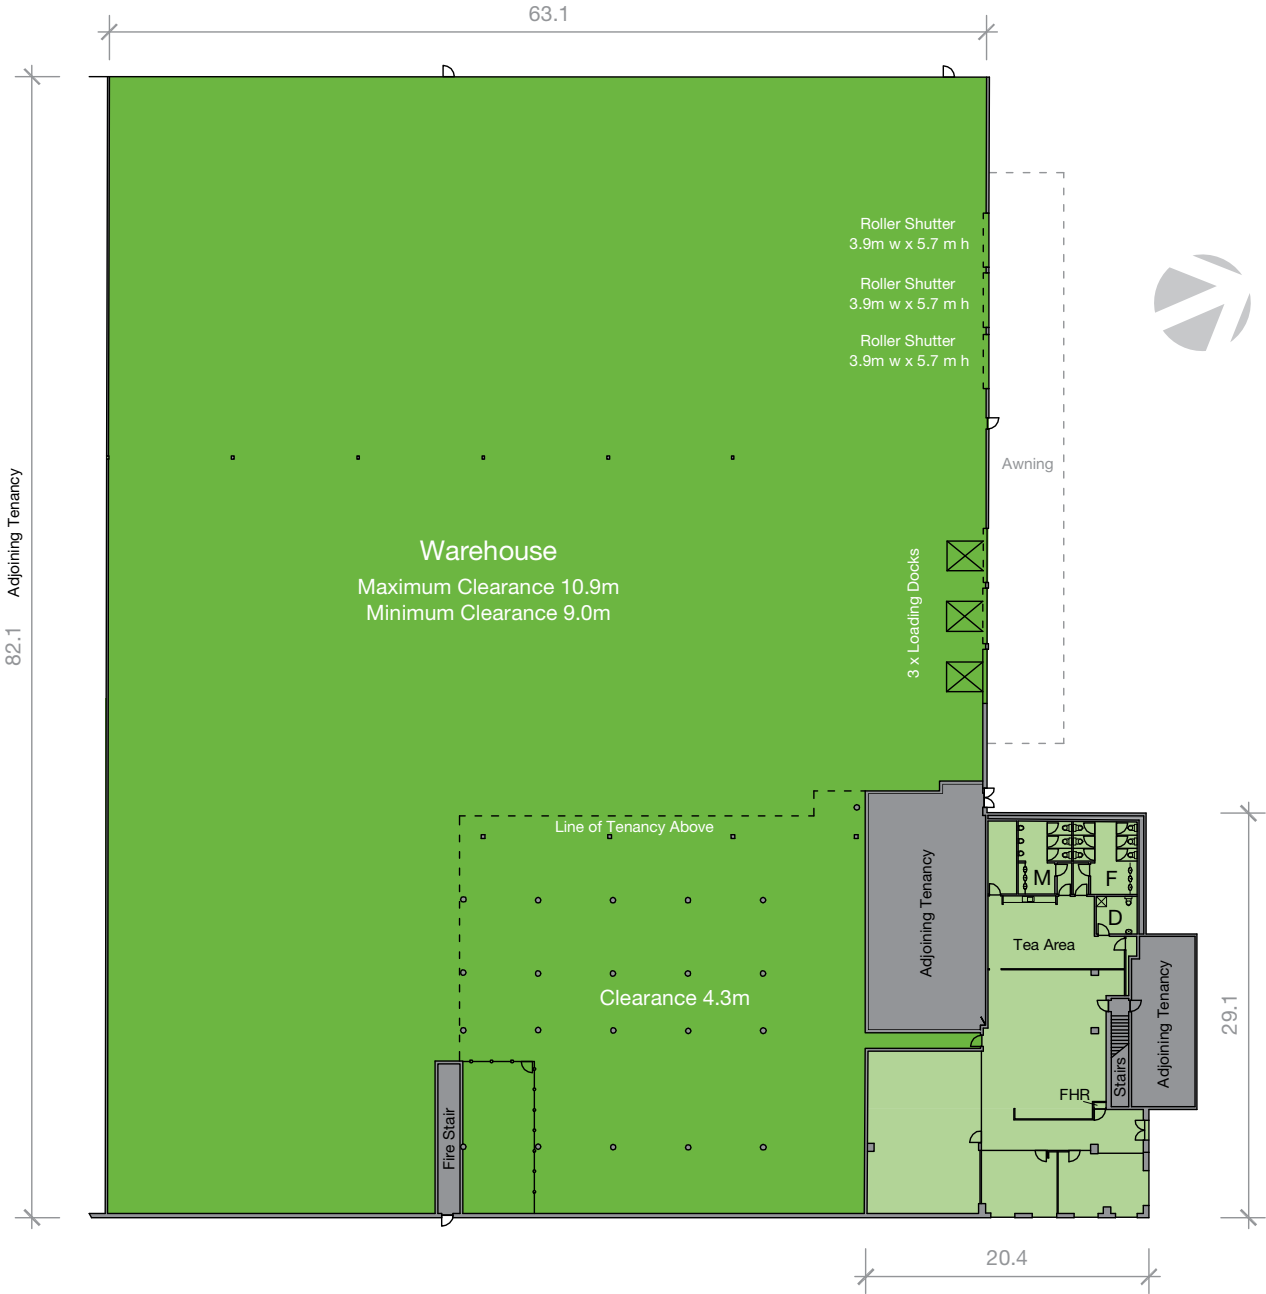 63.1
Roller Shutter
3.9m w x 5.7 m h
Roller Shutter
3.9m w x 5.7 m h
Roller Shutter
3.9m w x 5.7 m h
Awning
Adjoining Tenancy
82.1
Warehouse
Maximum Clearance 10.9m
Minimum Clearance 9.0m
3 x Loading Docks
Line of Tenancy Above
Adjoining Tenancy
M
F
D
Tea Area
Clearance 4.3m
Adjoining Tenancy
29.1
Stairs
FHR
Fire Stair
20.4